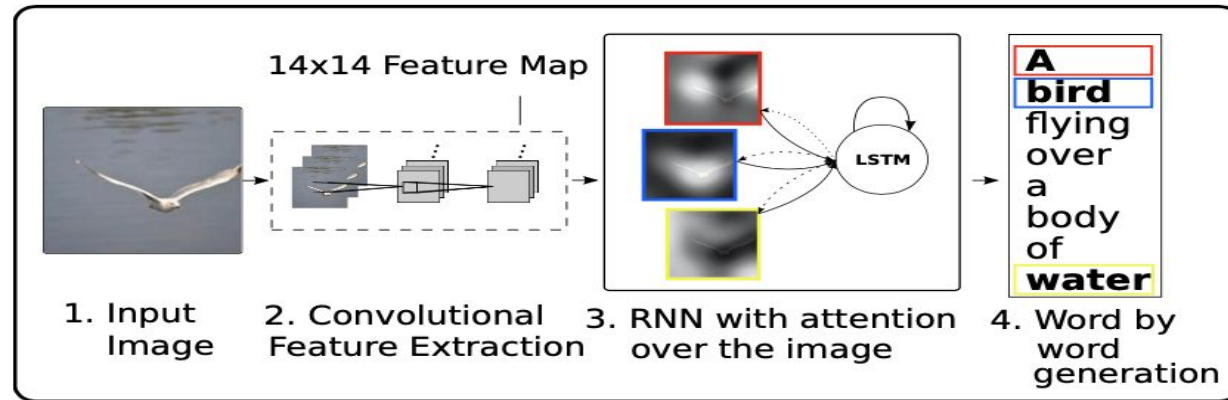 14x14 Feature Map
LSTM
A
bird
flying
over
a
body
of
water
1. Input
Image
2. Convolutional
Feature Extraction
3. RNN with attention
over the image
4. Word by
word
generation